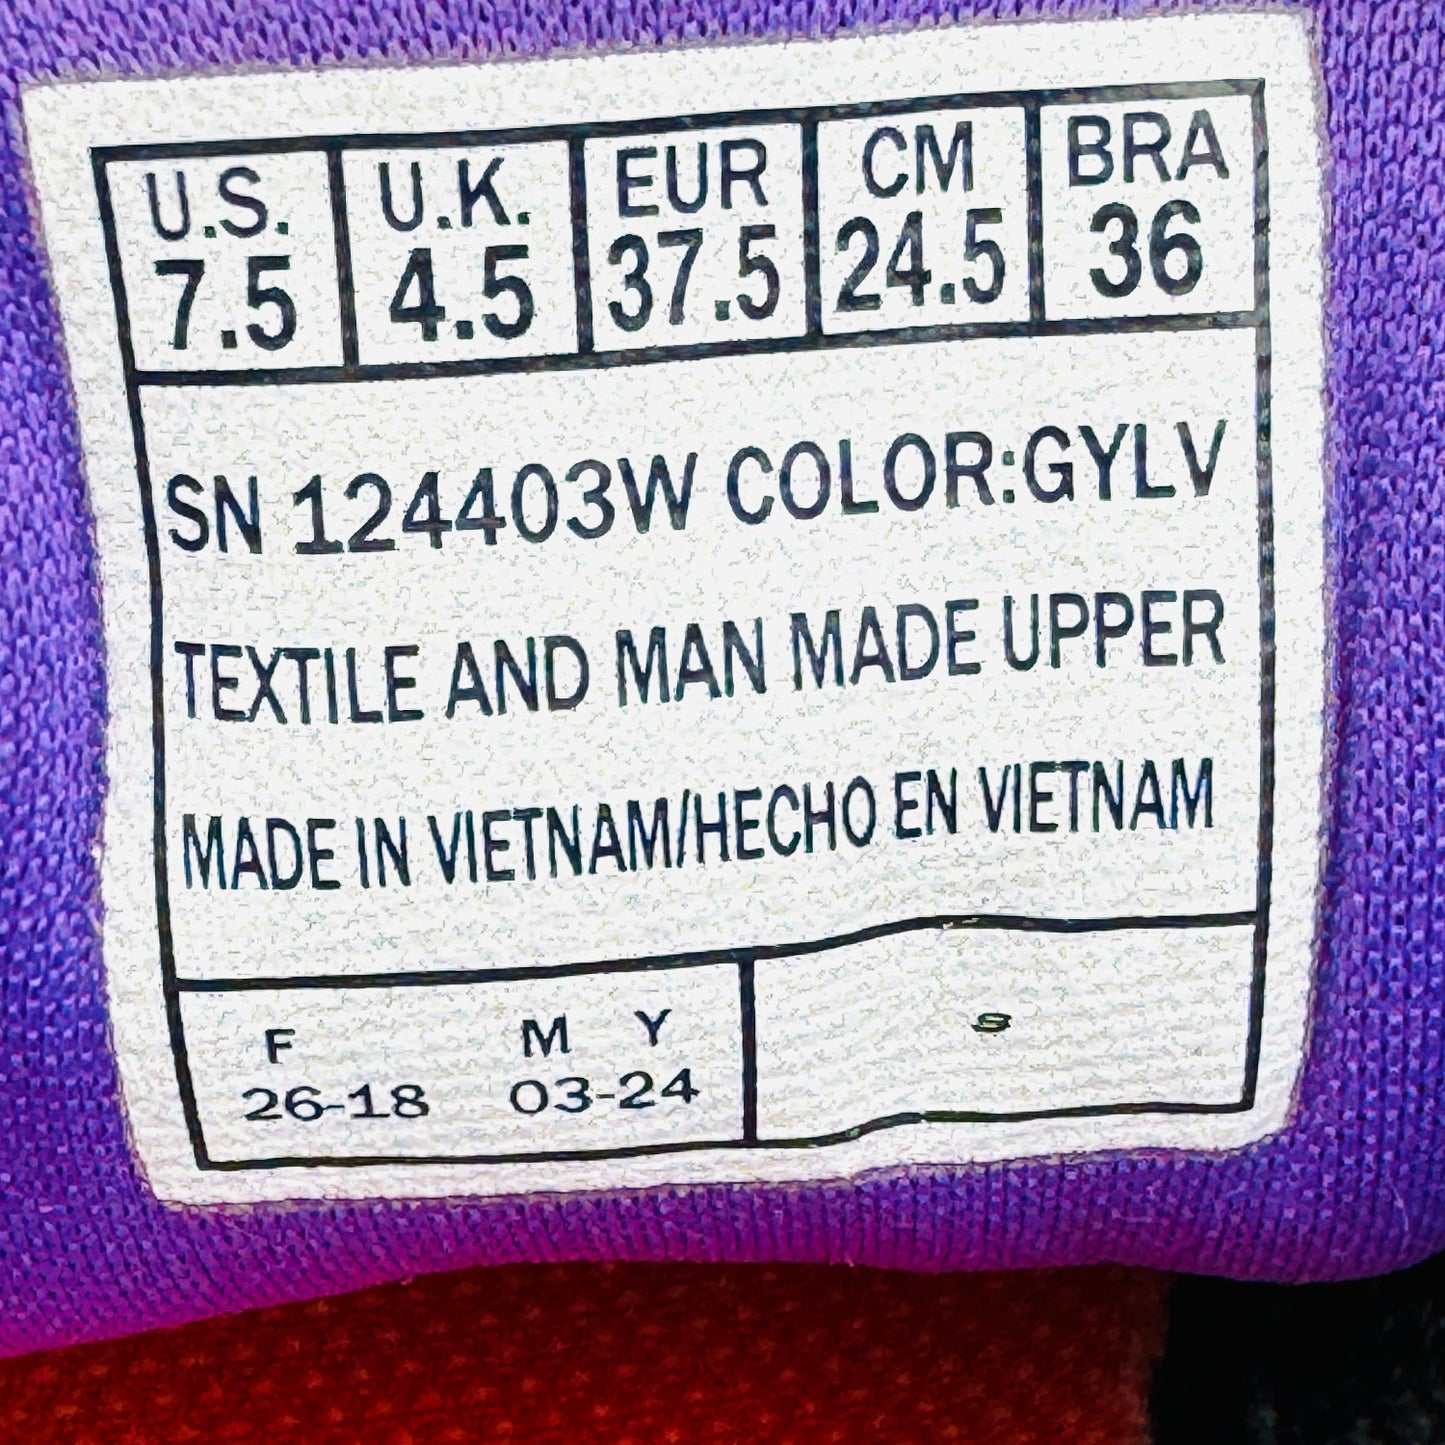 U.S. U.K. EUR CM BRA
7.5 4.5 37.5 24.5 36
SN 124403W COLOR:GYLV
TEXTILE AND MAN MADE UPPER
MADE IN VIETNAM/HECHO EN VIETNAM
F M Y
26-18 03-24
s